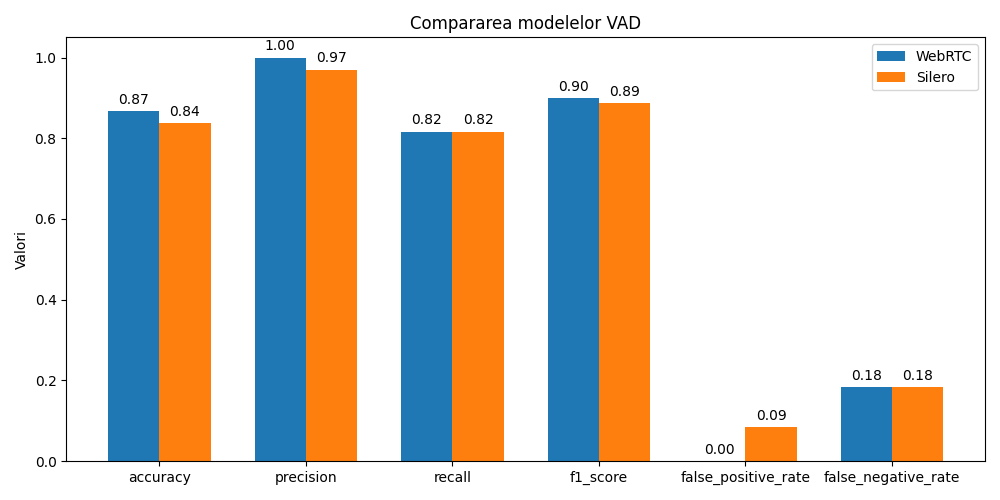 Compararea modelelor VAD
WebRTC
Silero
Valori
1.0
0.8
0.6
0.4
0.2
0.0
0.87
0.84
1.00
0.97
0.82
0.82
0.90
0.89
0.00
0.09
0.18
0.18
accuracy
precision
recall
f1_score
false_positive_rate
false_negative_rate